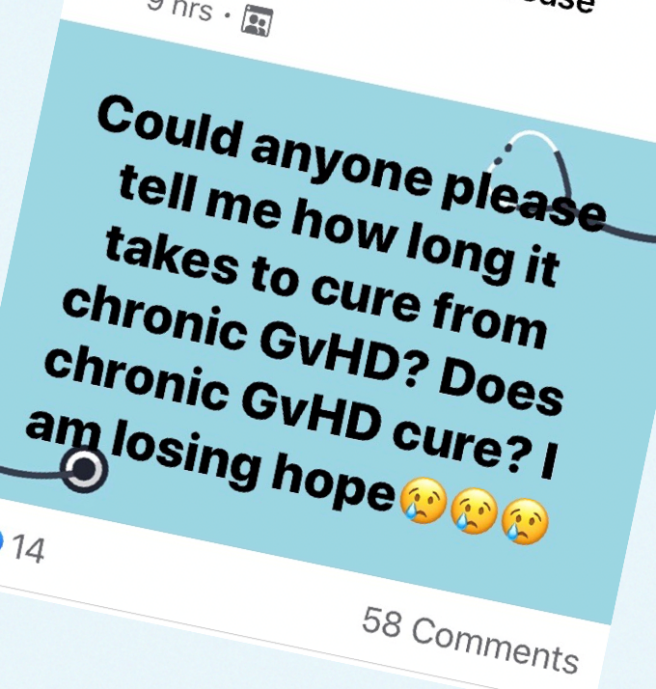 9 hrs ·
Could anyone please
tell me how long it
takes to cure from
chronic GvHD? Does
chronic GvHD cure? I
am losing hope😢😢😢
14
58 Comments